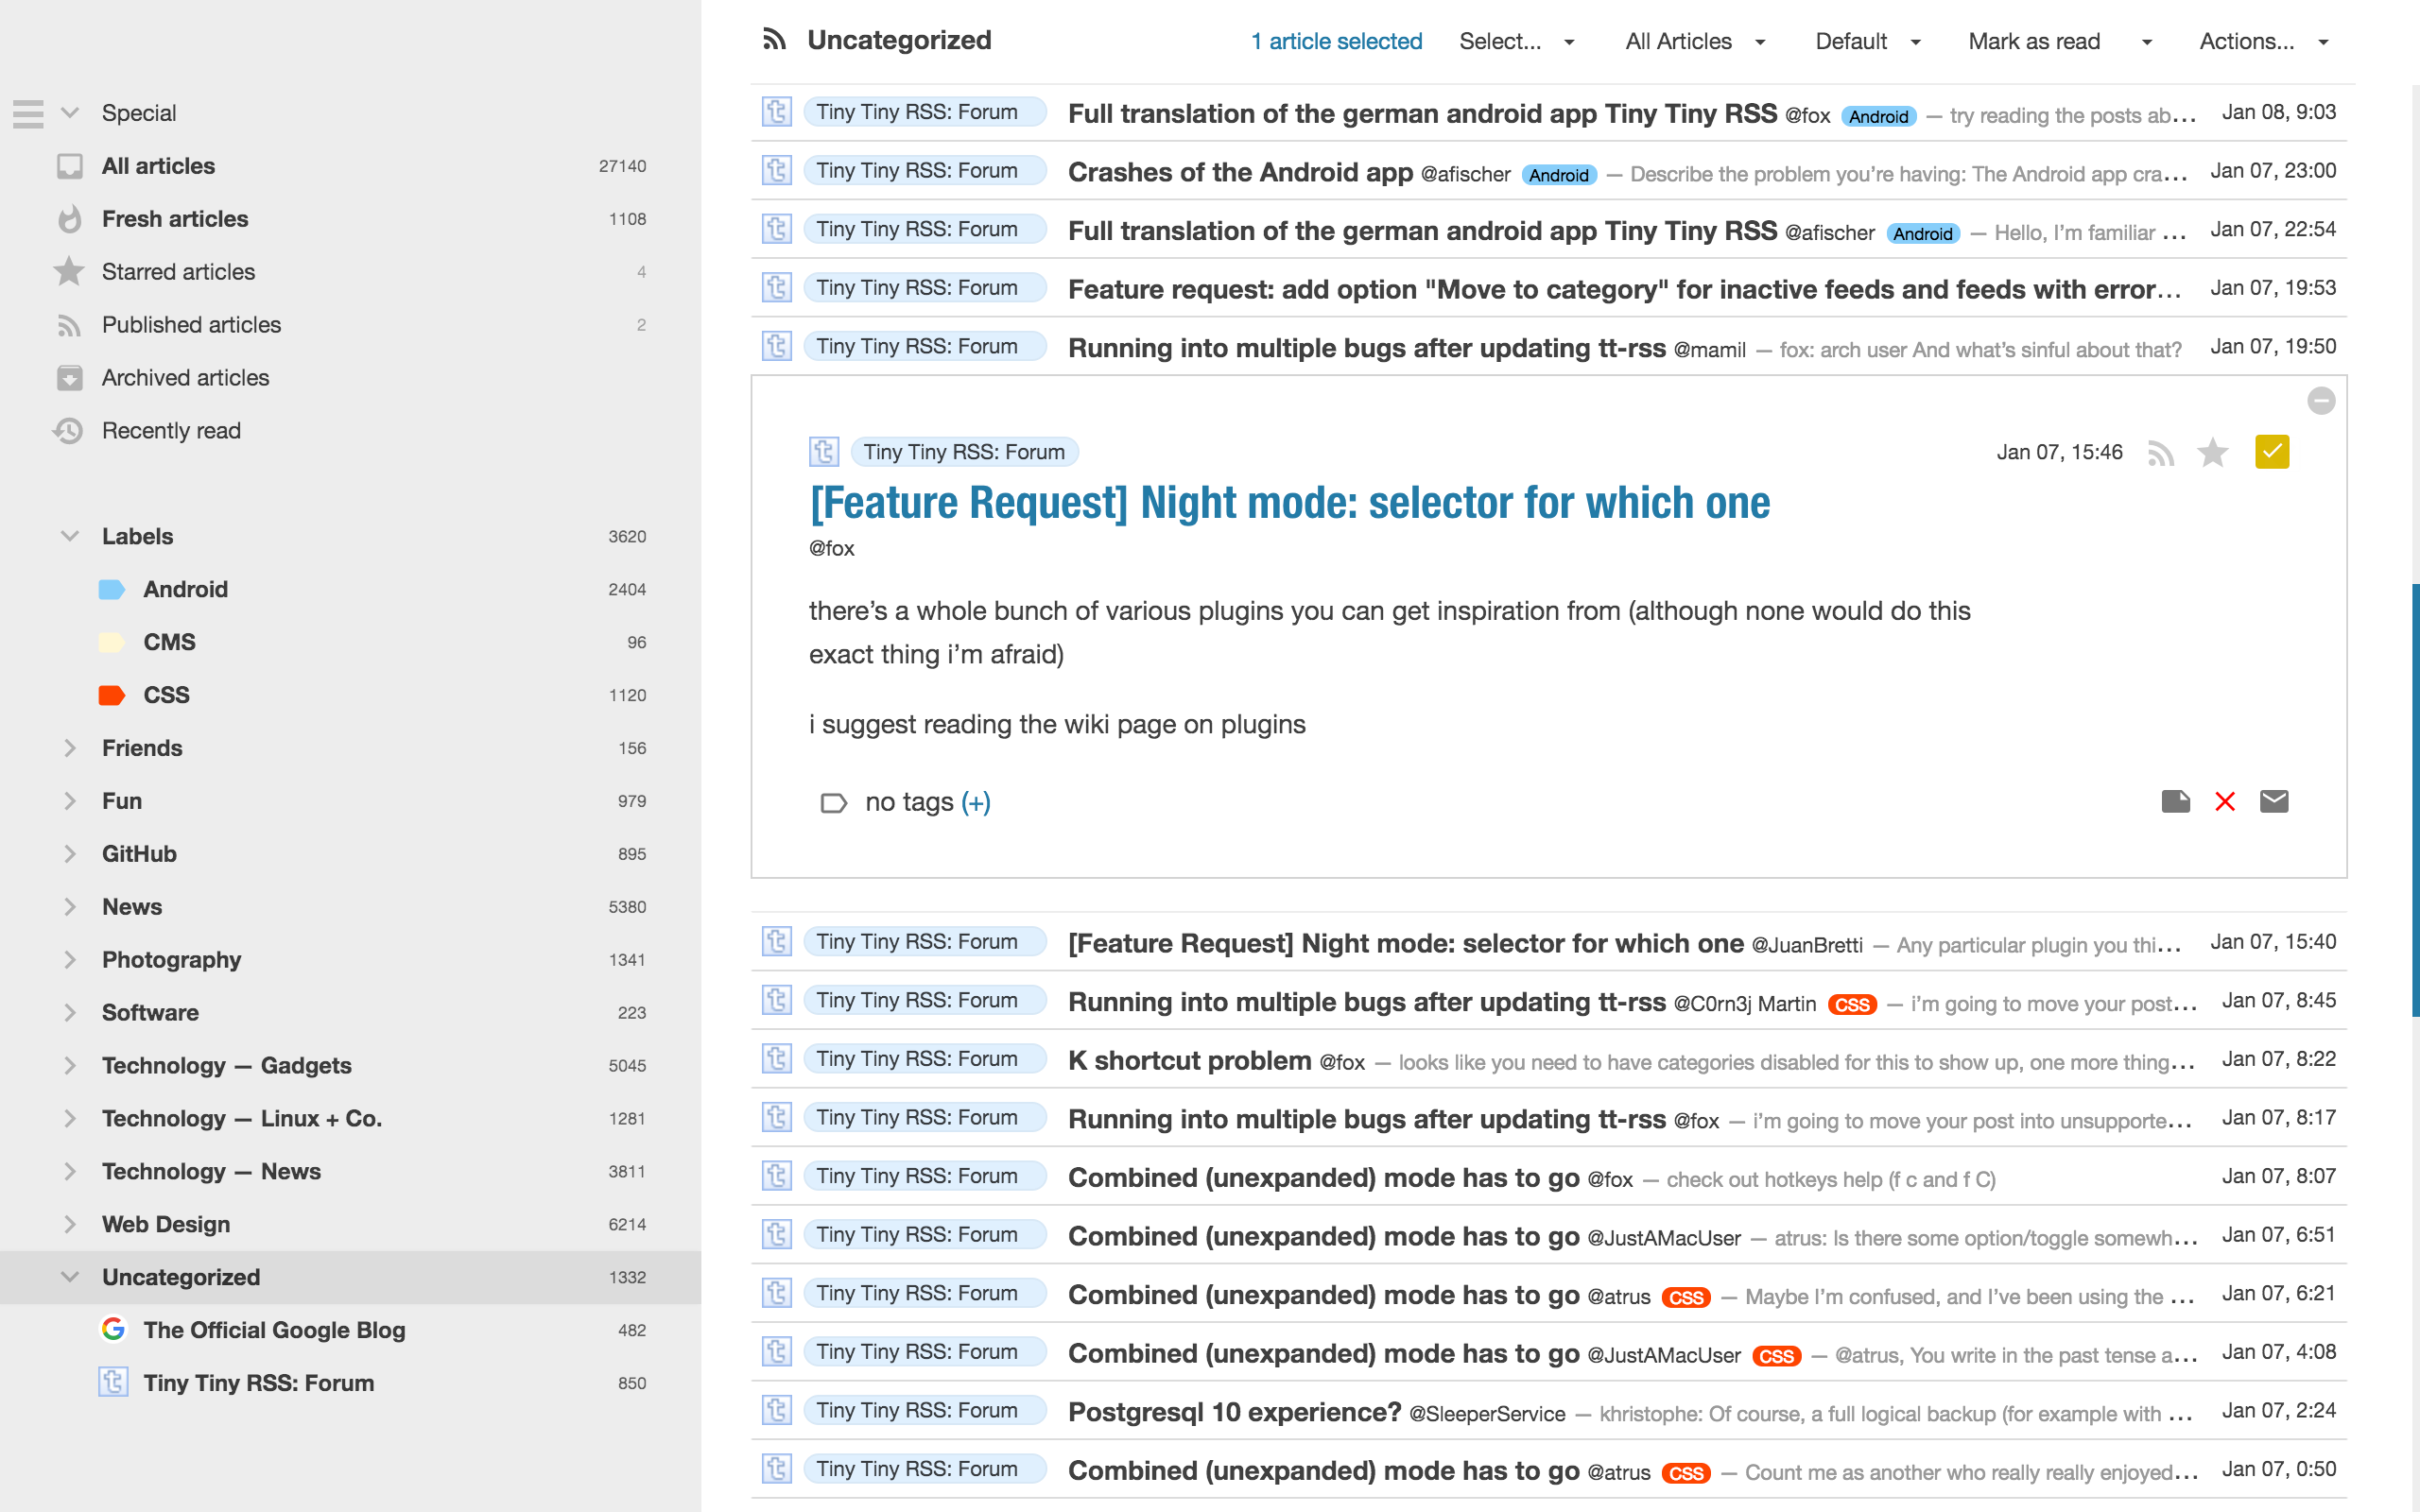 Special
All articles 27140
Fresh articles 1108
Starred articles 4
Published articles 2
Archived articles
Recently read
Labels 3620
Android 2404
CMS 96
CSS 1120
Friends 156
Fun 979
GitHub 895
News 5380
Photography 1341
Software 223
Technology — Gadgets 5045
Technology — Linux + Co. 1281
Technology — News 3811
Web Design 6214
Uncategorized 1332
The Official Google Blog 482
Tiny Tiny RSS: Forum 850
Uncategorized 1 article selected Select... All Articles Default Mark as read Actions...
Tiny Tiny RSS: Forum Full translation of the german android app Tiny Tiny RSS @fox Android — try reading the posts ab... Jan 08, 9:03
Tiny Tiny RSS: Forum Crashes of the Android app @afischer Android — Describe the problem you’re having: The Android app cra... Jan 07, 23:00
Tiny Tiny RSS: Forum Full translation of the german android app Tiny Tiny RSS @afischer Android — Hello, I’m familiar ... Jan 07, 22:54
Tiny Tiny RSS: Forum Feature request: add option "Move to category" for inactive feeds and feeds with error... Jan 07, 19:53
Tiny Tiny RSS: Forum Running into multiple bugs after updating tt-rss @mamil — fox: arch user And what’s sinful about that? Jan 07, 19:50
Tiny Tiny RSS: Forum Jan 07, 15:46
[Feature Request] Night mode: selector for which one
@fox
there’s a whole bunch of various plugins you can get inspiration from (although none would do this
exact thing i’m afraid)
i suggest reading the wiki page on plugins
no tags (+)
Tiny Tiny RSS: Forum [Feature Request] Night mode: selector for which one @JuanBretti — Any particular plugin you thi... Jan 07, 15:40
Tiny Tiny RSS: Forum Running into multiple bugs after updating tt-rss @C0rn3j Martin CSS — i’m going to move your post... Jan 07, 8:45
Tiny Tiny RSS: Forum K shortcut problem @fox — looks like you need to have categories disabled for this to show up, one more thing... Jan 07, 8:22
Tiny Tiny RSS: Forum Running into multiple bugs after updating tt-rss @fox — i’m going to move your post into unsupporte... Jan 07, 8:17
Tiny Tiny RSS: Forum Combined (unexpanded) mode has to go @fox — check out hotkeys help (f c and f C) Jan 07, 8:07
Tiny Tiny RSS: Forum Combined (unexpanded) mode has to go @JustAMacUser — atrus: Is there some option/toggle somewh... Jan 07, 6:51
Tiny Tiny RSS: Forum Combined (unexpanded) mode has to go @atrus CSS — Maybe I’m confused, and I’ve been using the ... Jan 07, 6:21
Tiny Tiny RSS: Forum Combined (unexpanded) mode has to go @JustAMacUser CSS — @atrus, You write in the past tense a... Jan 07, 4:08
Tiny Tiny RSS: Forum Postgresql 10 experience? @SleeperService — khristophe: Of course, a full logical backup (for example with ... Jan 07, 2:24
Tiny Tiny RSS: Forum Combined (unexpanded) mode has to go @atrus CSS — Count me as another who really really enjoyed... Jan 07, 0:50